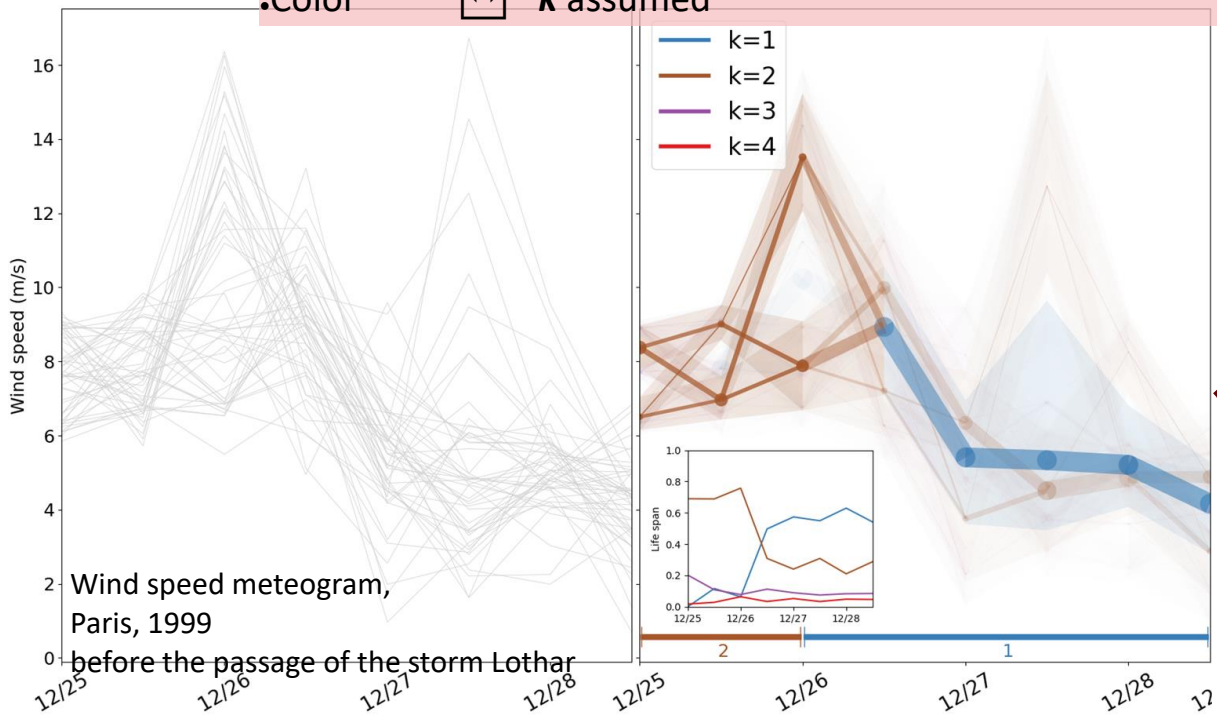 •Color k assumed
Wind speed (m/s)
16
14
12
10
8
6
4
2
0
Wind speed meteogram,
Paris, 1999
before the passage of the storm Lothar
12/25
12/26
12/27
12/28
k=1
k=2
k=3
k=4
Life span
1.0
0.8
0.6
0.4
0.2
0.0
12/25
12/26
12/27
12/28
2
1
12/25
12/26
12/27
12/28